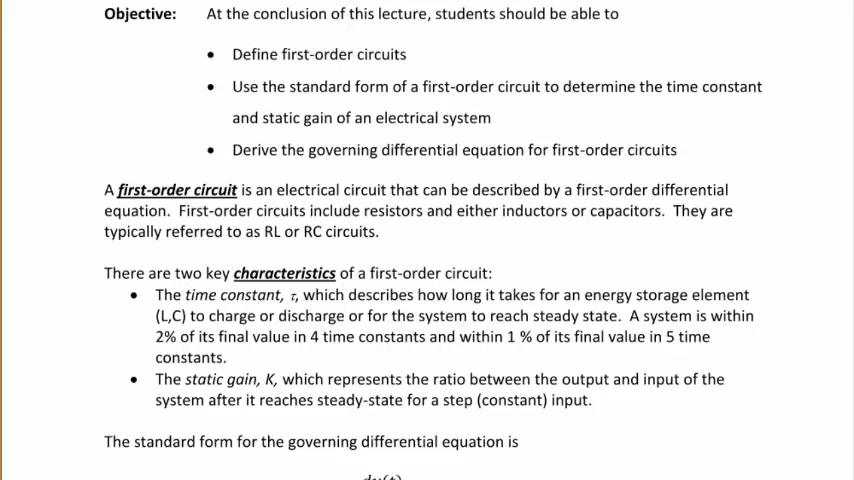 Objective: At the conclusion of this lecture, students should be able to
• Define first-order circuits
• Use the standard form of a first-order circuit to determine the time constant
and static gain of an electrical system
• Derive the governing differential equation for first-order circuits
A first-order circuit is an electrical circuit that can be described by a first-order differential
equation. First-order circuits include resistors and either inductors or capacitors. They are
typically referred to as RL or RC circuits.
There are two key characteristics of a first-order circuit:
• The time constant, τ, which describes how long it takes for an energy storage element
(L,C) to charge or discharge or for the system to reach steady state. A system is within
2% of its final value in 4 time constants and within 1 % of its final value in 5 time
constants.
• The static gain, K, which represents the ratio between the output and input of the
system after it reaches steady-state for a step (constant) input.
The standard form for the governing differential equation is